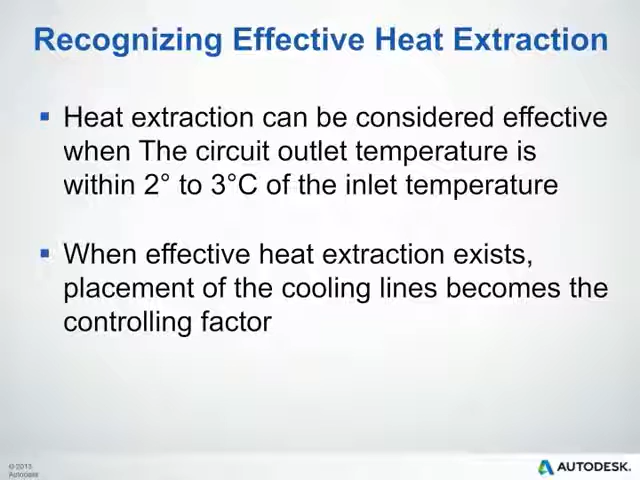 Recognizing Effective Heat Extraction
▪ Heat extraction can be considered effective
when The circuit outlet temperature is
within 2° to 3°C of the inlet temperature
▪ When effective heat extraction exists,
placement of the cooling lines becomes the
controlling factor
© 2013
Autodesk
AUTODESK.